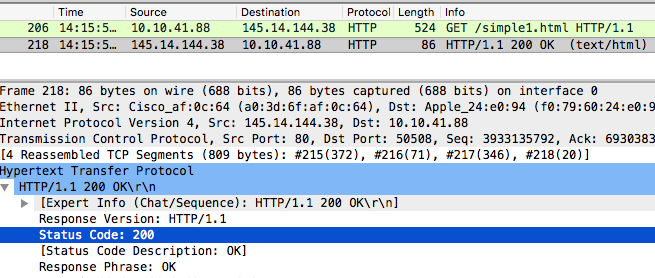 Time Source Destination Protocol Length Info
206 14:15:5… 10.10.41.88 145.14.144.38 HTTP 524 GET /simple1.html HTTP/1.1
218 14:15:5… 145.14.144.38 10.10.41.88 HTTP 86 HTTP/1.1 200 OK (text/html)
Frame 218: 86 bytes on wire (688 bits), 86 bytes captured (688 bits) on interface 0
Ethernet II, Src: Cisco_af:0c:64 (a0:3d:6f:af:0c:64), Dst: Apple_24:e0:94 (f0:79:60:24:e0:9
Internet Protocol Version 4, Src: 145.14.144.38, Dst: 10.10.41.88
Transmission Control Protocol, Src Port: 80, Dst Port: 50508, Seq: 3933135792, Ack: 6930383
[4 Reassembled TCP Segments (809 bytes): #215(372), #216(71), #217(346), #218(20)]
Hypertext Transfer Protocol
HTTP/1.1 200 OK\r\n
[Expert Info (Chat/Sequence): HTTP/1.1 200 OK\r\n]
Response Version: HTTP/1.1
Status Code: 200
[Status Code Description: OK]
Response Phrase: OK